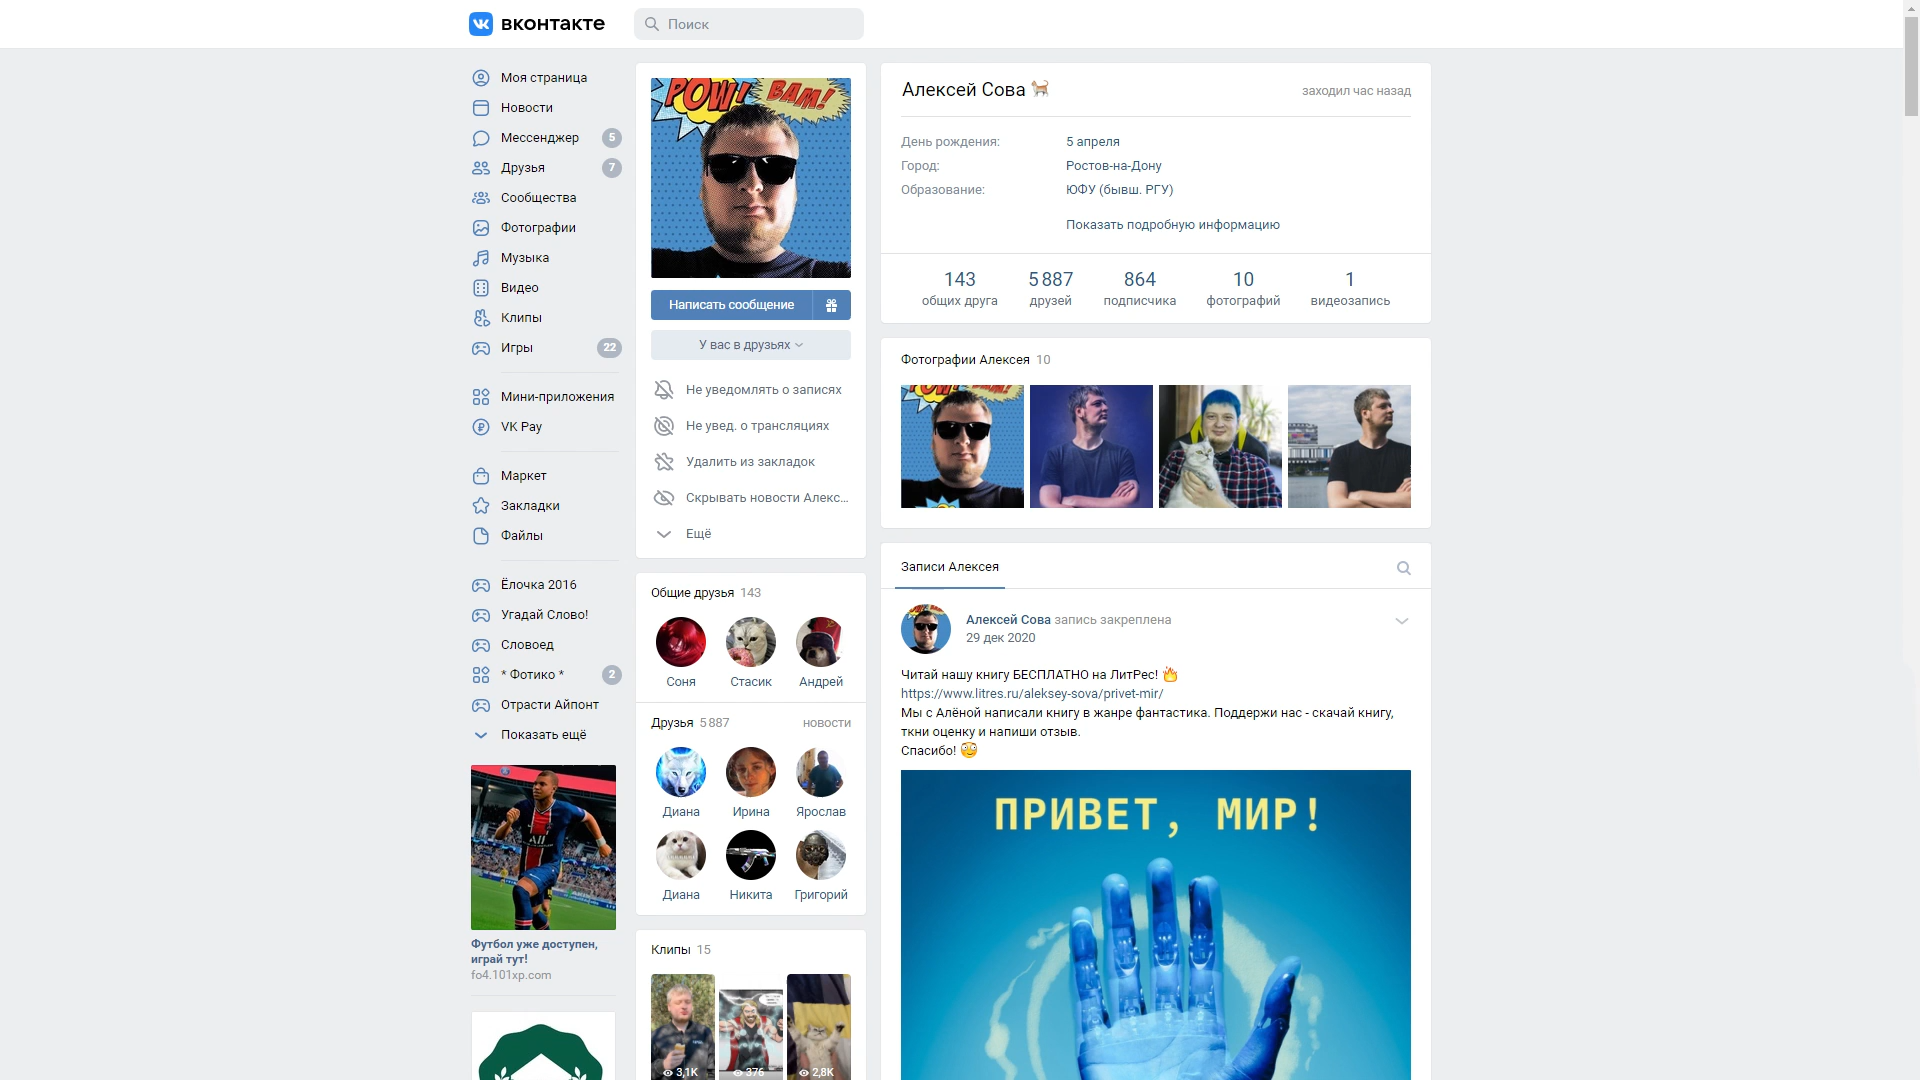 вконтакте
Поиск
Моя страница
Новости
Мессенджер 5
Друзья 7
Сообщества
Фотографии
Музыка
Видео
Клипы
Игры 22
Мини-приложения
VK Pay
Маркет
Закладки
Файлы
Ёлочка 2016
Угадай Слово!
Словоед
* Фотико * 2
Отрасти Айпонт
Показать ещё
Футбол уже доступен,
играй тут!
fo4.101xp.com
POW! BAM!
Написать сообщение
У вас в друзьях
Не уведомлять о записях
Не увед. о трансляциях
Удалить из закладок
Скрывать новости Алекс...
Ещё
Общие друзья 143
Соня Стасик Андрей
Друзья 5 887 новости
Диана Ирина Ярослав
Диана Никита Григорий
Клипы 15
3,1K 376 2,8K
Алексей Сова заходил час назад
День рождения: 5 апреля
Город: Ростов-на-Дону
Образование: ЮФУ (бывш. РГУ)
Показать подробную информацию
143 5 887 864 10 1
общих друга друзей подписчика фотографий видеозапись
Фотографии Алексея 10
Записи Алексея
Алексей Сова запись закреплена
29 дек 2020
Читай нашу книгу БЕСПЛАТНО на ЛитРес! 🔥
https://www.litres.ru/aleksey-sova/privet-mir/
Мы с Алёной написали книгу в жанре фантастика. Поддержи нас - скачай книгу,
ткни оценку и напиши отзыв.
Спасибо! 😳
ПРИВЕТ, МИР!